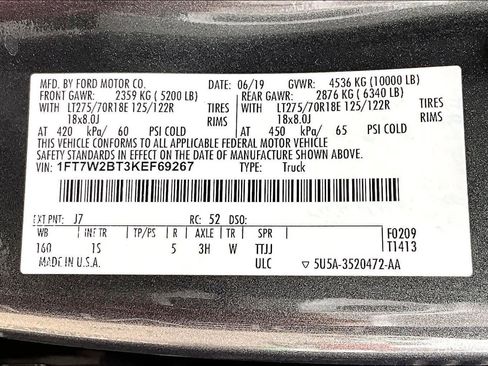 MFD. BY FORD MOTOR CO. 06/19 GVWR: 4536 KG (10000 LB)
FRONT GAWR: 2359 KG ( 5200 LB) REAR GAWR: 2876 KG ( 6340 LB)
WITH LT275/70R18E 125/122R TIRES WITH LT275/70R18E 125/122R TIRES
18x8.0J RIMS 18x8.0J RIMS
AT 420 kPa/ 60 PSI COLD AT 450 kPa/ 65 PSI COLD
THIS VEHICLE CONFORMS TO ALL APPLICABLE FEDERAL MOTOR VEHICLE
SAFETY STANDARDS IN EFFECT ON THE DATE OF MANUFACTURE SHOWN ABOVE.
VIN: 1FT7W2BT3KEF69267 TYPE: Truck
EXT PNT: J7 RC: 52 DSO: F0209
WB INT TR TP/PS R AXLE TR SPR T1413
160 1S 5 3H W TTJJ
MADE IN U.S.A. ULC ▽ 5U5A-3520472-AA